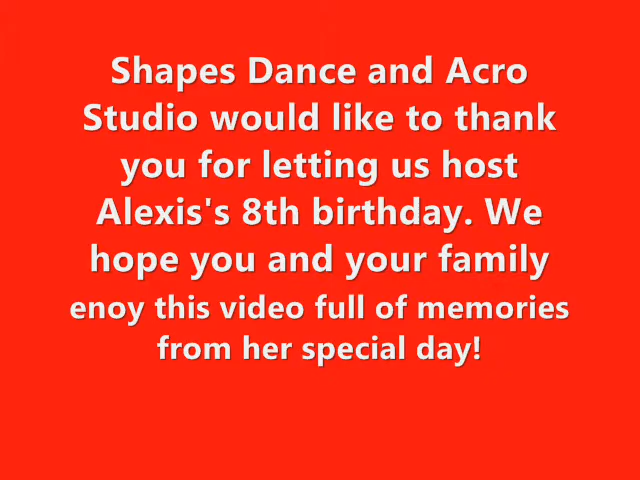 Shapes Dance and Acro
Studio would like to thank
you for letting us host
Alexis's 8th birthday. We
hope you and your family
enoy this video full of memories
from her special day!